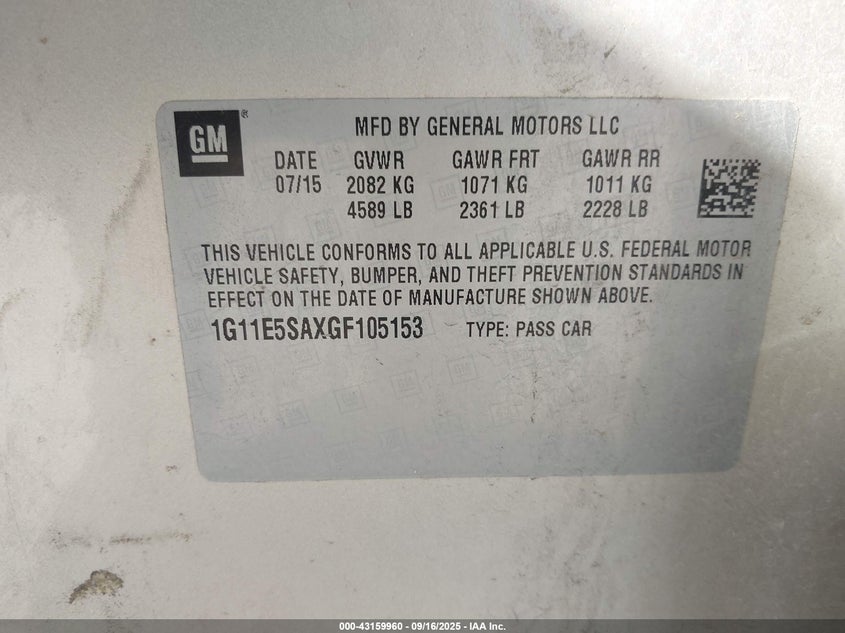 GM ®
MFD BY GENERAL MOTORS LLC
DATE GVWR GAWR FRT GAWR RR
07/15 2082 KG 1071 KG 1011 KG
4589 LB 2361 LB 2228 LB
THIS VEHICLE CONFORMS TO ALL APPLICABLE U.S. FEDERAL MOTOR
VEHICLE SAFETY, BUMPER, AND THEFT PREVENTION STANDARDS IN
EFFECT ON THE DATE OF MANUFACTURE SHOWN ABOVE.
1G11E5SAXGF105153 TYPE: PASS CAR
000-43159960 - 09/16/2025 - IAA Inc.